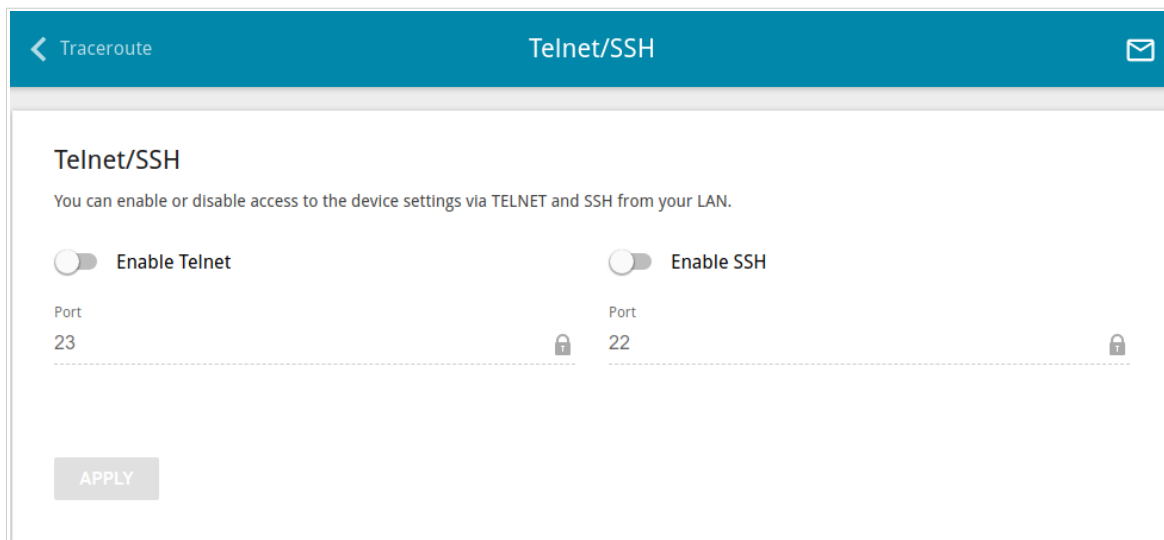 Traceroute
Telnet/SSH
Telnet/SSH
You can enable or disable access to the device settings via TELNET and SSH from your LAN.
Enable Telnet
Enable SSH
Port
Port
23
22
APPLY